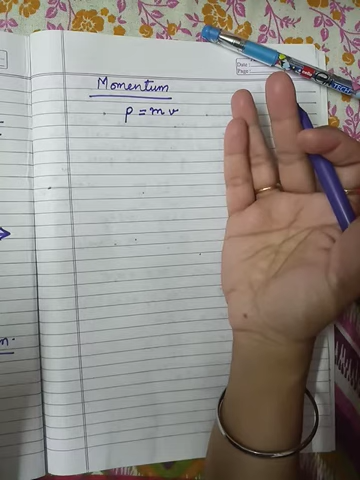 Momentum
p = mv
Date :
Page :
n.